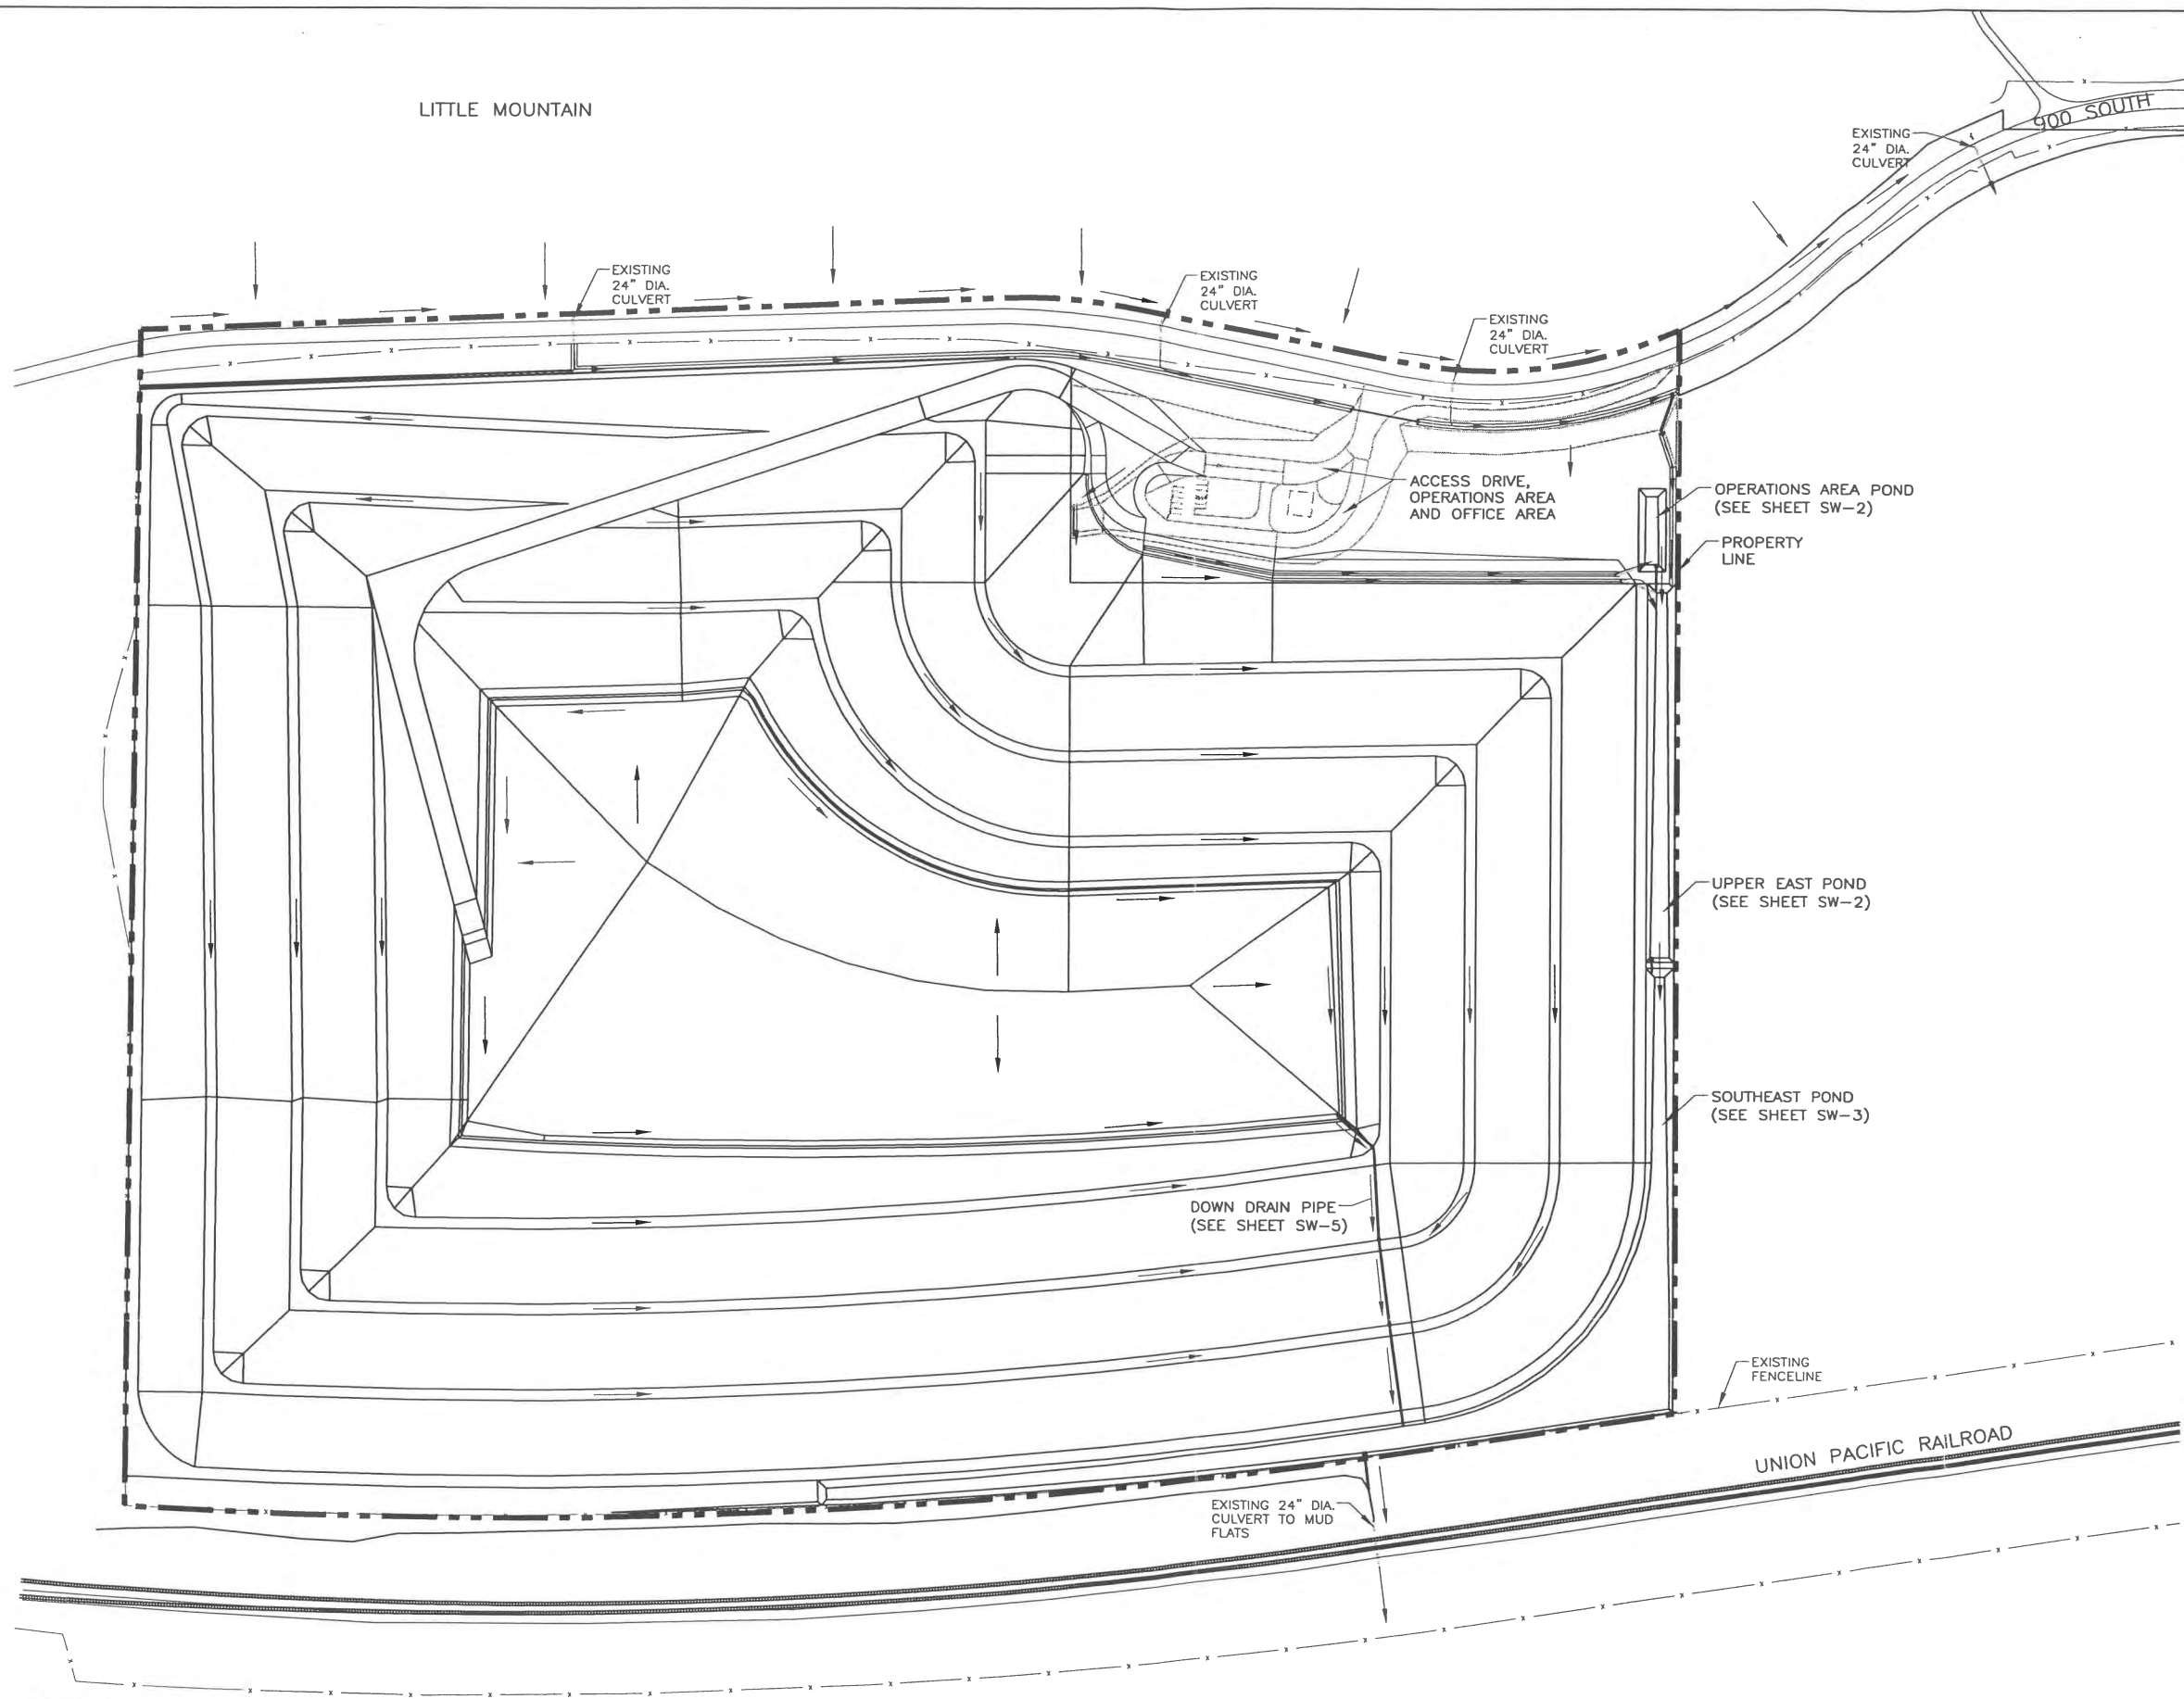 LITTLE MOUNTAIN
900 SOUTH
EXISTING
24" DIA.
CULVERT
EXISTING
24" DIA.
CULVERT
EXISTING
24" DIA.
CULVERT
EXISTING
24" DIA.
CULVERT
ACCESS DRIVE,
OPERATIONS AREA
AND OFFICE AREA
OPERATIONS AREA POND
(SEE SHEET SW-2)
PROPERTY
LINE
UPPER EAST POND
(SEE SHEET SW-2)
SOUTHEAST POND
(SEE SHEET SW-3)
DOWN DRAIN PIPE
(SEE SHEET SW-5)
EXISTING
FENCELINE
UNION PACIFIC RAILROAD
EXISTING 24" DIA.
CULVERT TO MUD
FLATS